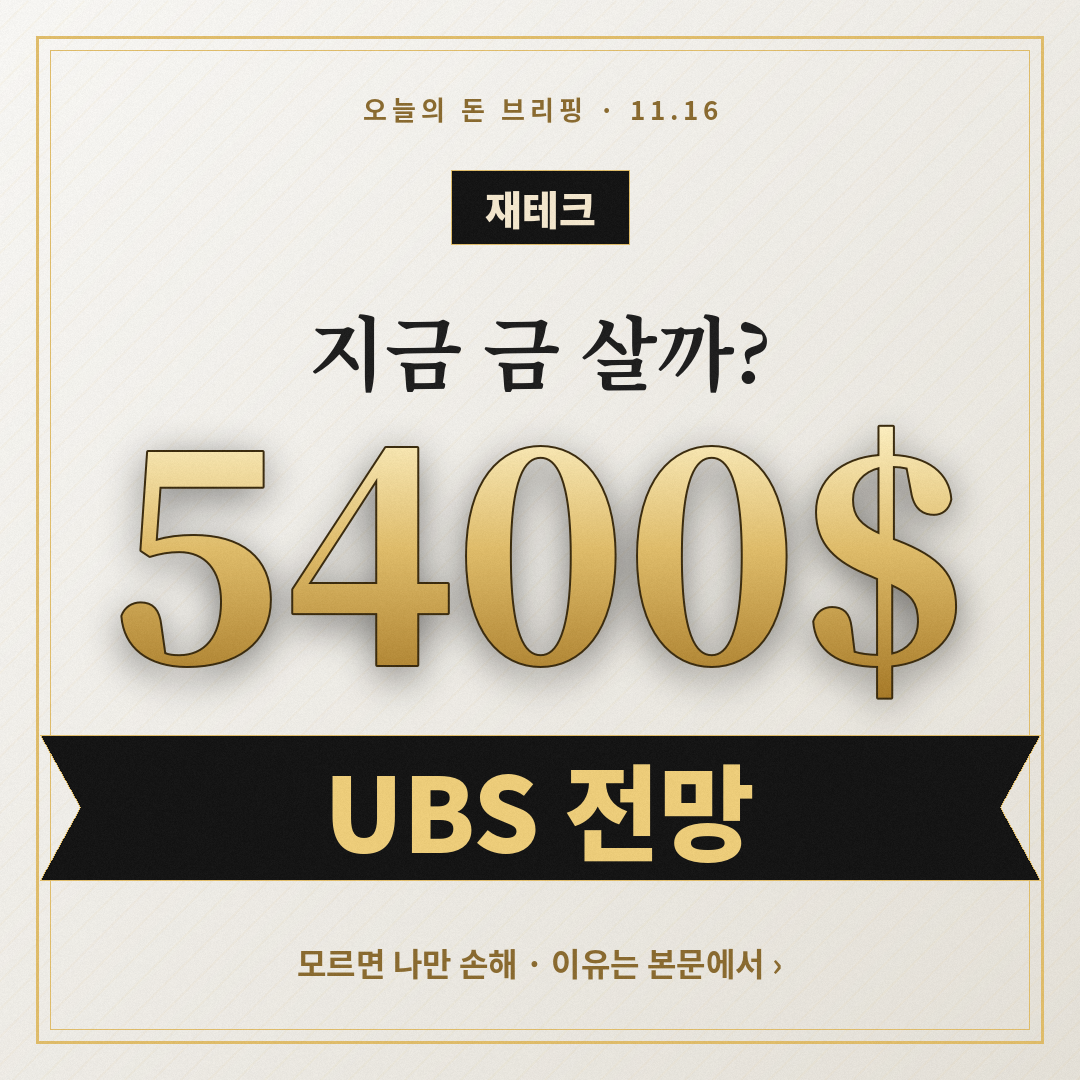 오늘의 돈 브리핑 · 11.16
재테크
지금 금 살까?
5400$
UBS 전망
모르면 나만 손해 · 이유는 본문에서 ›